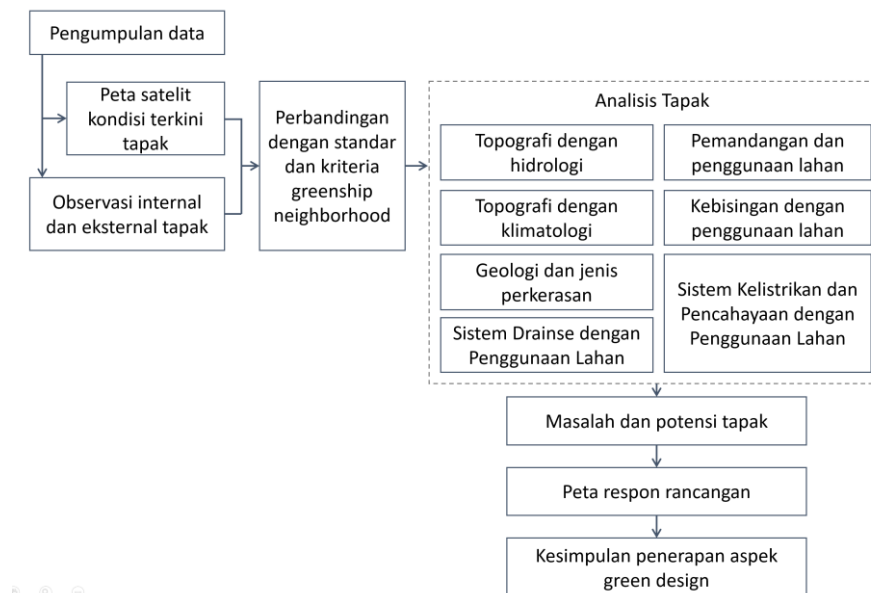 Pengumpulan data
Peta satelit
kondisi terkini
tapak
Observasi internal
dan eksternal tapak
Perbandingan
dengan standar
dan kriteria
greenship
neighborhood
Analisis Tapak
Topografi dengan
hidrologi
Pemandangan dan
penggunaan lahan
Topografi dengan
klimatologi
Kebisingan dengan
penggunaan lahan
Geologi dan jenis
perkerasan
Sistem Kelistrikan dan
Pencahayaan dengan
Penggunaan Lahan
Sistem Drainse dengan
Penggunaan Lahan
Masalah dan potensi tapak
Peta respon rancangan
Kesimpulan penerapan aspek
green design